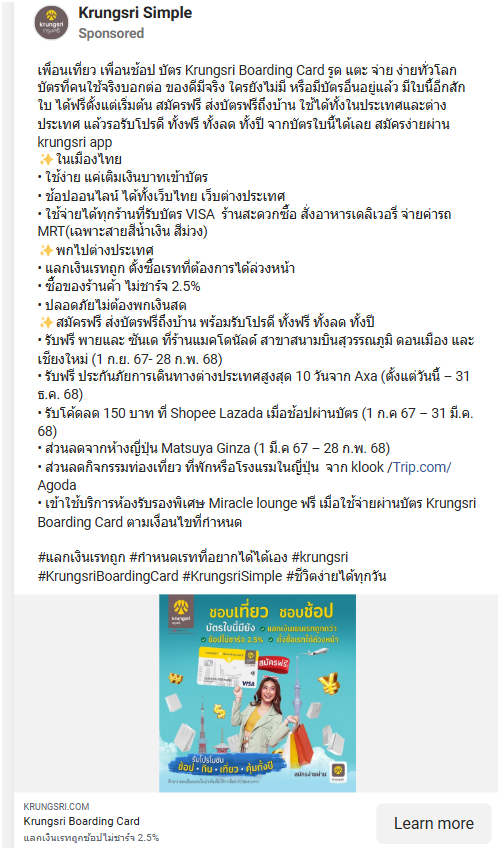 Krungsri Simple
Sponsored
เพื่อนเที่ยว เพื่อนช้อป บัตร Krungsri Boarding Card รูด แตะ จ่าย ง่ายทั่วโลก
บัตรที่คนใช้จริงบอกต่อ ของดีมีจริง ใครยังไม่มี หรือมีบัตรอื่นอยู่แล้ว มีใบนี้อีกสัก
ใบ ได้ฟรีตั้งแต่เริ่มต้น สมัครฟรี ส่งบัตรฟรีถึงบ้าน ใช้ได้ทั้งในประเทศและต่าง
ประเทศ แล้วรอรับโปรดี ทั้งฟรี ทั้งลด ทั้งปี จากบัตรใบนี้ได้เลย สมัครง่ายผ่าน
krungsri app
✨ในเมืองไทย
• ใช้ง่าย แค่เติมเงินบาทเข้าบัตร
• ช้อปออนไลน์ ได้ทั้งเว็บไทย เว็บต่างประเทศ
• ใช้จ่ายได้ทุกร้านที่รับบัตร VISA ร้านสะดวกซื้อ สั่งอาหารเดลิเวอรี่ จ่ายค่ารถ
MRT(เฉพาะสายสีน้ำเงิน สีม่วง)
✨พกไปต่างประเทศ
• แลกเงินเรทถูก ตั้งซื้อเรทที่ต้องการได้ล่วงหน้า
• ซื้อของร้านค้า ไม่ชาร์จ 2.5%
• ปลอดภัยไม่ต้องพกเงินสด
✨สมัครฟรี ส่งบัตรฟรีถึงบ้าน พร้อมรับโปรดี ทั้งฟรี ทั้งลด ทั้งปี
• รับฟรี พายและ ซันเด ที่ร้านแมคโดนัลด์ สาขาสนามบินสุวรรณภูมิ ดอนเมือง และ
เชียงใหม่ (1 ก.ย. 67- 28 ก.พ. 68)
• รับฟรี ประกันภัยการเดินทางต่างประเทศสูงสุด 10 วันจาก Axa (ตั้งแต่วันนี้ – 31
ธ.ค. 68)
• รับโค้ดลด 150 บาท ที่ Shopee Lazada เมื่อช้อปผ่านบัตร (1 ก.ค 67 – 31 มี.ค.
68)
• ส่วนลดจากห้างญี่ปุ่น Matsuya Ginza (1 มี.ค 67 – 28 ก.พ. 68)
• ส่วนลดกิจกรรมท่องเที่ยว ที่พักหรือโรงแรมในญี่ปุ่น จาก klook /Trip.com/
Agoda
• เข้าใช้บริการห้องรับรองพิเศษ Miracle lounge ฟรี เมื่อใช้จ่ายผ่านบัตร Krungsri
Boarding Card ตามเงื่อนไขที่กำหนด
#แลกเงินเรทถูก #กำหนดเรทที่อยากได้ได้เอง #krungsri
#KrungsriBoardingCard #KrungsriSimple #ชีวิตง่ายได้ทุกวัน
krungsri
กรุงศรี
ชอบเที่ยว ชอบช้อป
บัตรใบนี้มียัง
แลกเงินเเยนเรทถูกกว่า
ช้อปไม่ชาร์จ 2.5%
ตั้งซื้อเรทได้ล่วงหน้า
สมัครฟรี
VISA
รับโปรโมชัน
ช้อป • กิน • เที่ยว • คุ้มทั้งปี
สมัครง่ายผ่าน
krungsri
KRUNGSRI.COM
Krungsri Boarding Card
แลกเงินเรทถูกช้อปไม่ชาร์จ 2.5%
Learn more